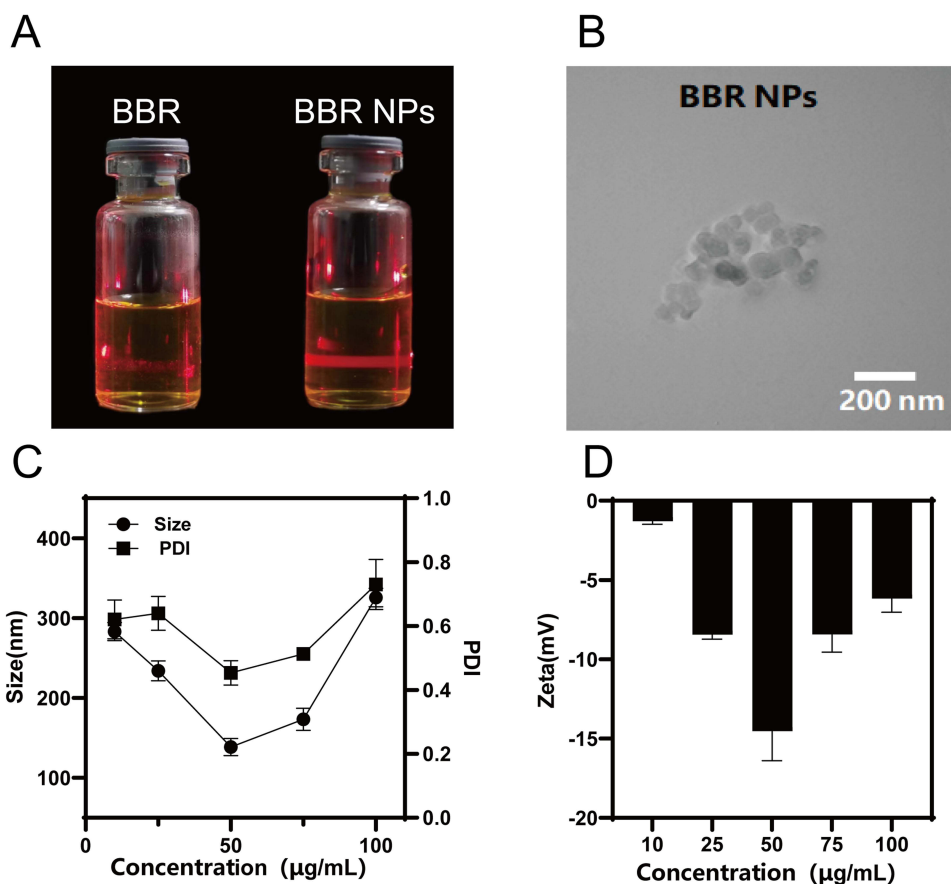 A
BBR
BBR NPs
B
BBR NPs
200 nm
C
Size
PDI
400
300
200
100
Size(nm)
1.0
0.8
0.6
0.4
0.2
0.0
PDI
0
50
100
Concentration (μg/mL)
D
0
-5
-10
-15
-20
Zeta(mV)
10
25
50
75
100
Concentration (μg/mL)